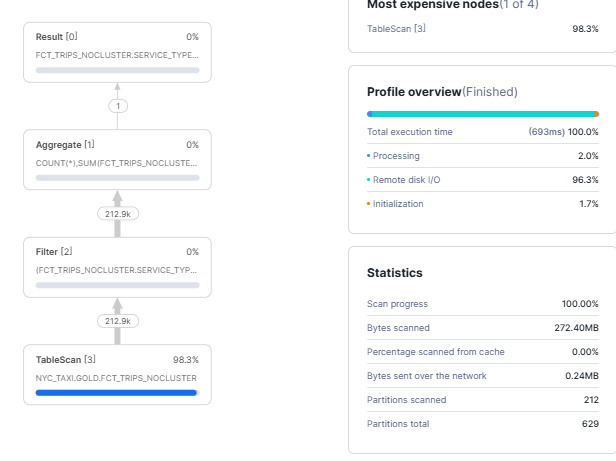 Result [0] 0%
FCT_TRIPS_NOCLUSTER.SERVICE_TYPE...
1
Aggregate [1] 0%
COUNT(*),SUM(FCT_TRIPS_NOCLUSTE...
212.9k
Filter [2] 0%
(FCT_TRIPS_NOCLUSTER.SERVICE_TYP...
212.9k
TableScan [3] 98.3%
NYC_TAXI.GOLD.FCT_TRIPS_NOCLUSTER
Most expensive nodes(1 of 4)
TableScan [3] 98.3%
Profile overview(Finished)
Total execution time (693ms) 100.0%
Processing 2.0%
Remote disk I/O 96.3%
Initialization 1.7%
Statistics
Scan progress 100.00%
Bytes scanned 272.40MB
Percentage scanned from cache 0.00%
Bytes sent over the network 0.24MB
Partitions scanned 212
Partitions total 629